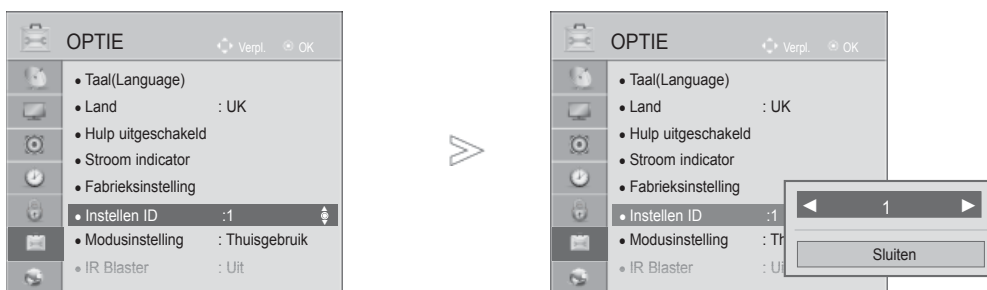 OPTIE Verpl. OK
• Taal(Language)
• Land : UK
• Hulp uitgeschakeld
• Stroom indicator
• Fabrieksinstelling
• Instellen ID :1
• Modusinstelling : Thuisgebruik
• IR Blaster : Uit
OPTIE Verpl. OK
• Taal(Language)
• Land : UK
• Hulp uitgeschakeld
• Stroom indicator
• Fabrieksinstelling
• Instellen ID :1
• Modusinstelling : Th
• IR Blaster : Ui
◄ 1 ►
Sluiten